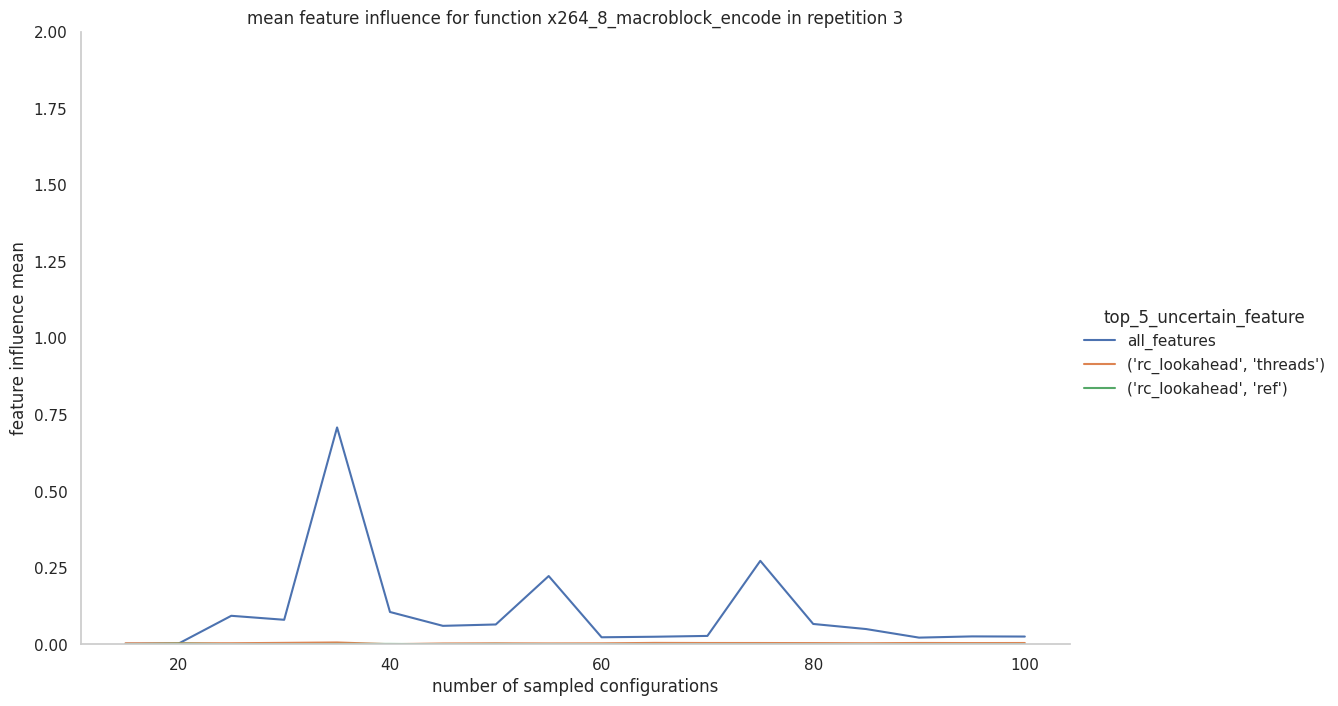 mean feature influence for function x264_8_macroblock_encode in repetition 3
2.00
1.75
1.50
1.25
1.00
0.75
0.50
0.25
0.00
feature influence mean
20
40
60
80
100
number of sampled configurations
top_5_uncertain_feature
all_features
('rc_lookahead', 'threads')
('rc_lookahead', 'ref')